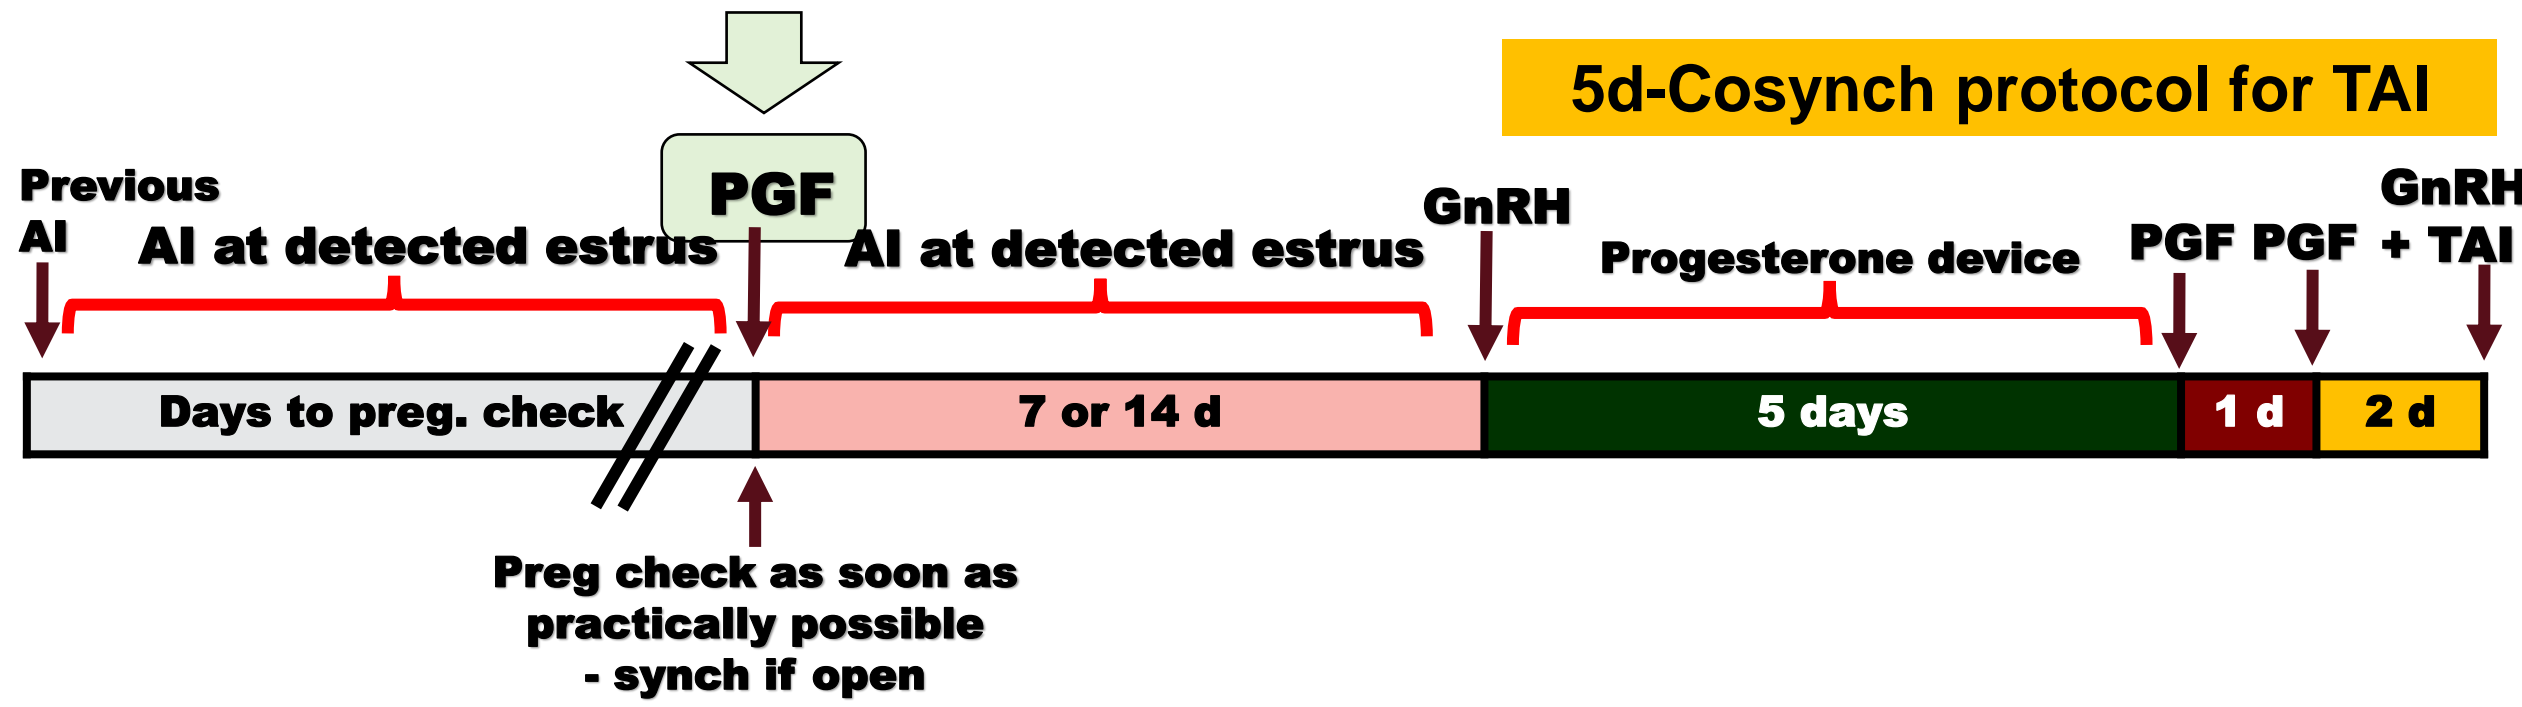 5d-Cosynch protocol for TAI
Previous
AI
AI at detected estrus
PGF
AI at detected estrus
GnRH
Progesterone device
PGF
PGF
GnRH
+ TAI
Days to preg. check
7 or 14 d
5 days
1 d
2 d
Preg check as soon as
practically possible
- synch if open